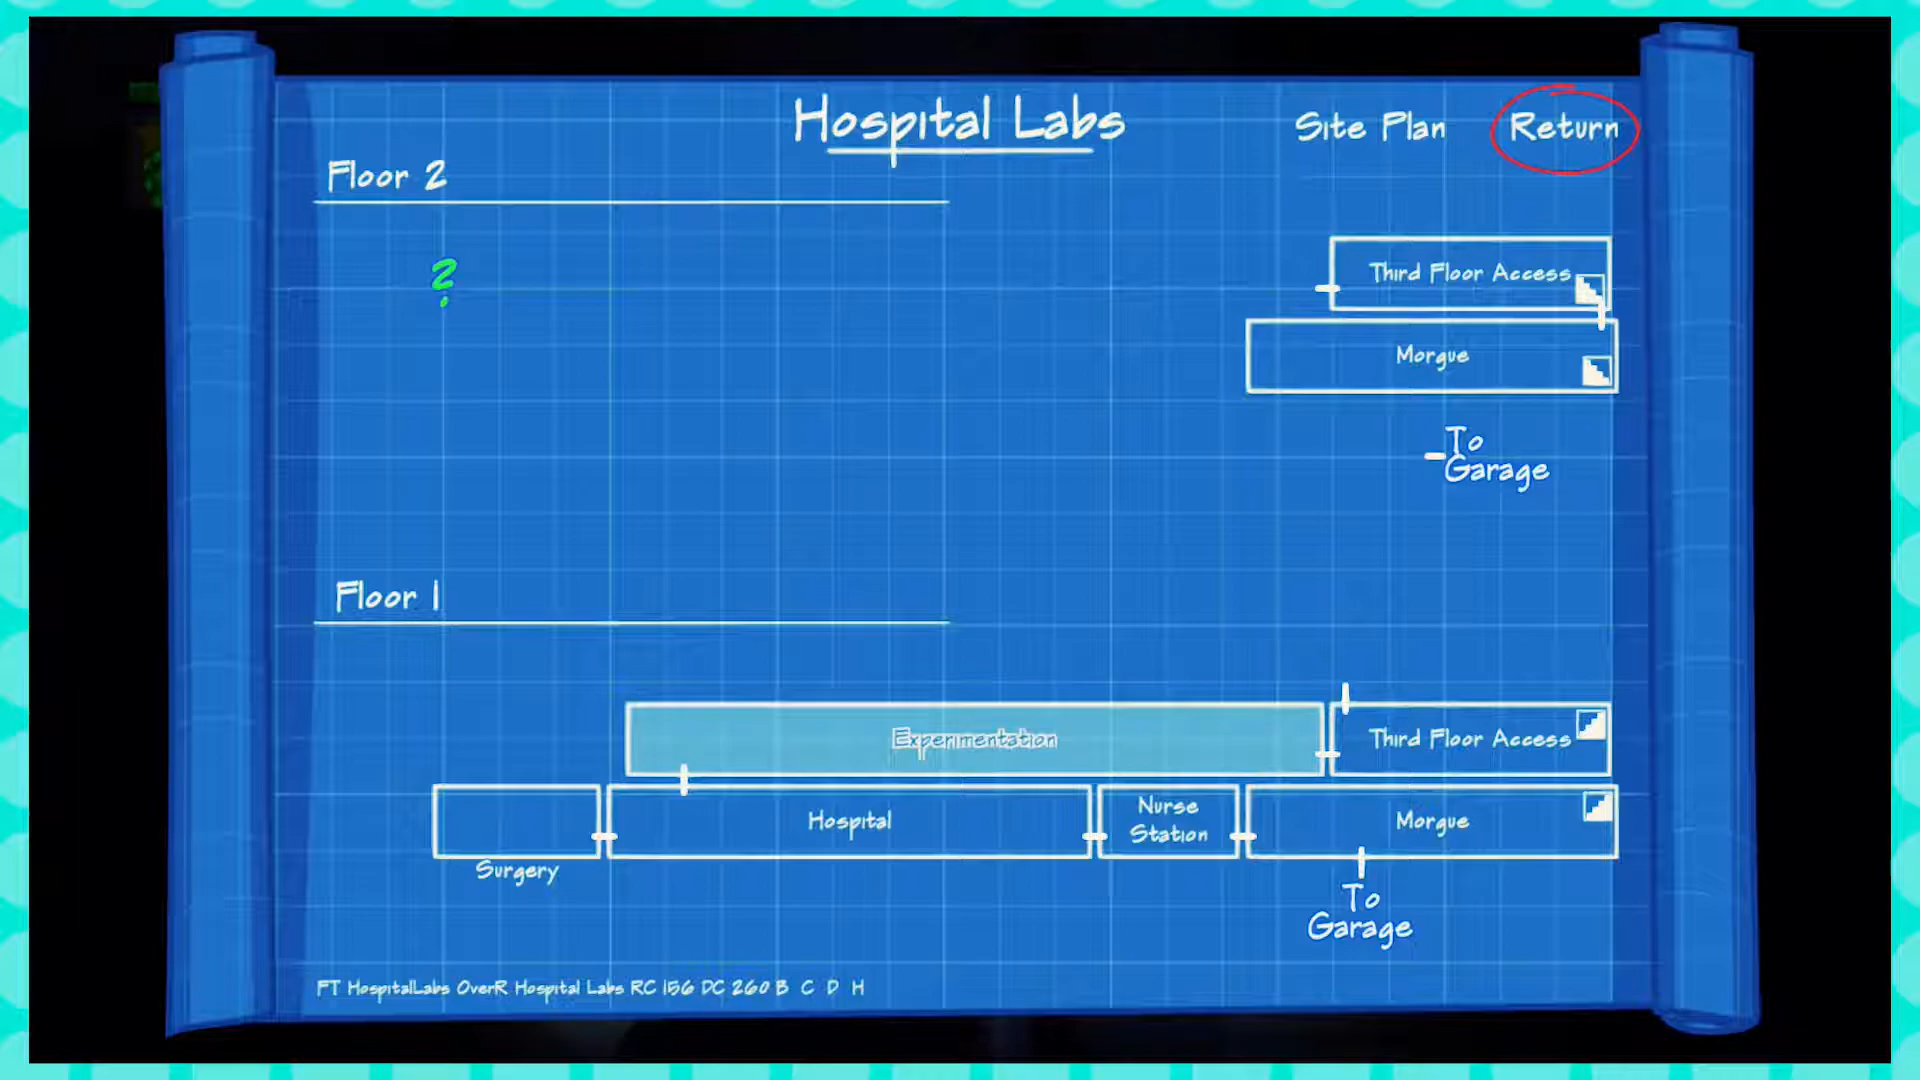 Hospital Labs
Site Plan
Return
Floor 2
?
Third Floor Access
Morgue
To
Garage
Floor 1
Experimentation
Third Floor Access
Hospital
Nurse
Station
Morgue
Surgery
To
Garage
FT HospitalLabs OverR Hospital Labs RC 156 DC 260 B C D H